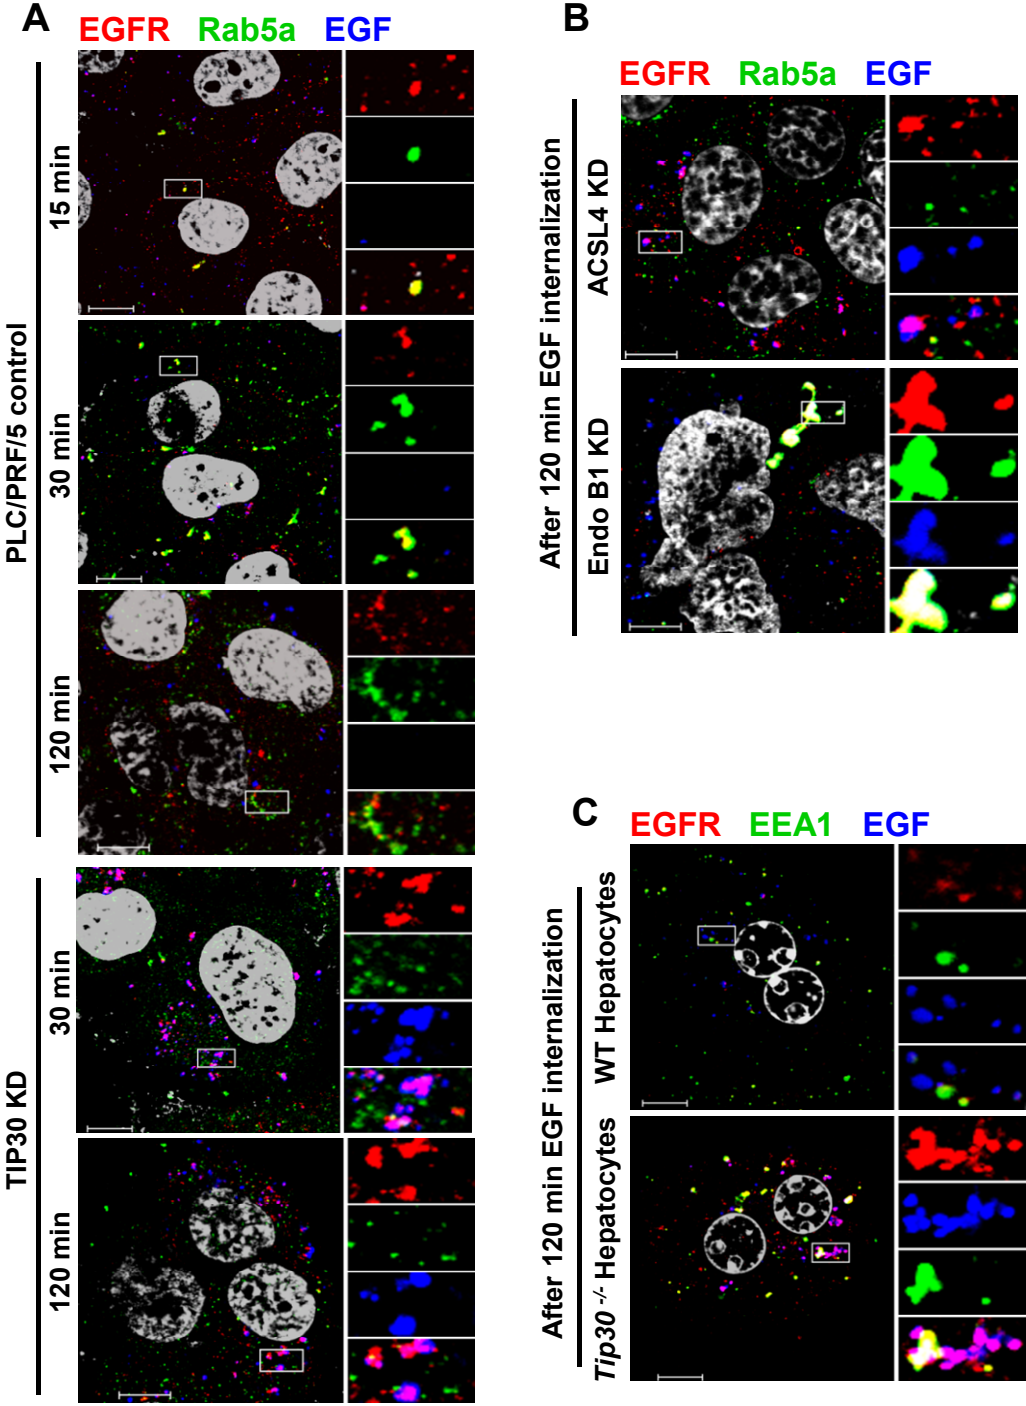 A
EGFR Rab5a EGF
PLC/PRF/5 control
15 min
30 min
120 min
TIP30 KD
30 min
120 min
B
EGFR Rab5a EGF
After 120 min EGF internalization
ACSL4 KD
Endo B1 KD
C
EGFR EEA1 EGF
After 120 min EGF internalization
WT Hepatocytes
Tip30 -/- Hepatocytes